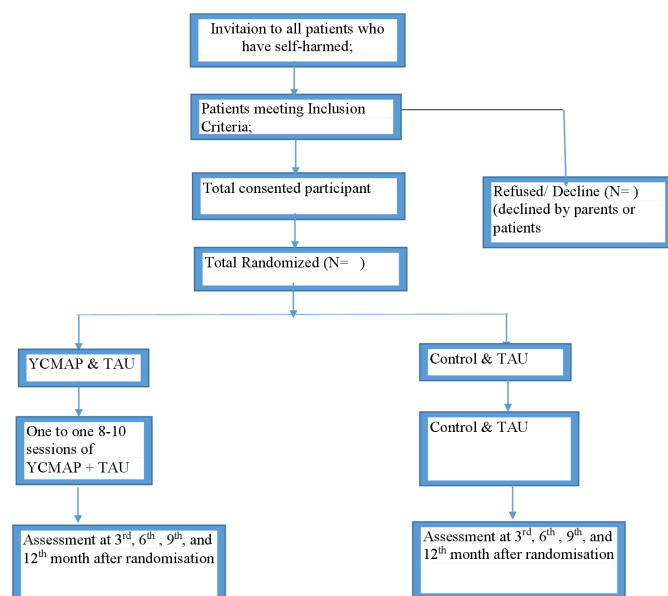 Invitaion to all patients who
have self-harmed;
Patients meeting Inclusion
Criteria;
Total consented participant
Refused/ Decline (N= )
(declined by parents or
patients
Total Randomized (N=   )
YCMAP & TAU
Control & TAU
One to one 8-10
sessions of
YCMAP + TAU
Control & TAU
Assessment at 3rd, 6th , 9th, and
12th month after randomisation
Assessment at 3rd, 6th , 9th, and
12th month after randomisation